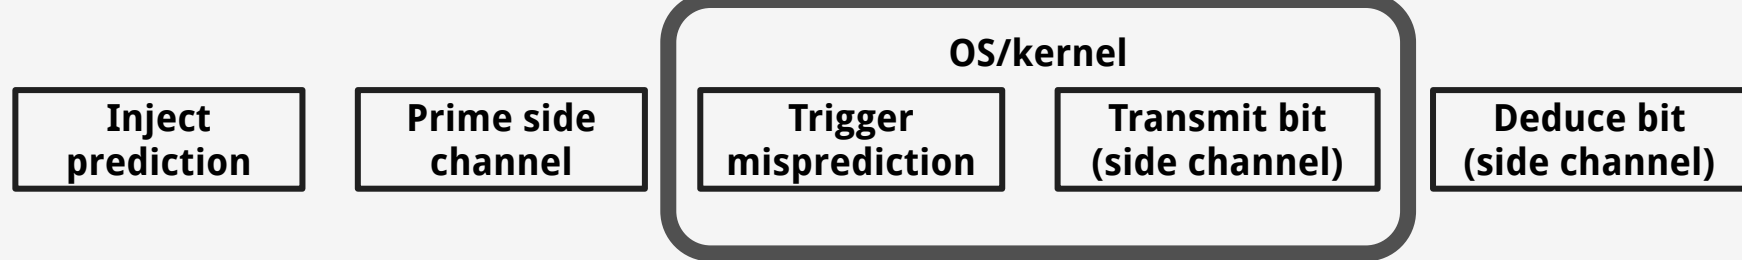 OS/kernel
Inject
prediction
Prime side
channel
Trigger
misprediction
Transmit bit
(side channel)
Deduce bit
(side channel)